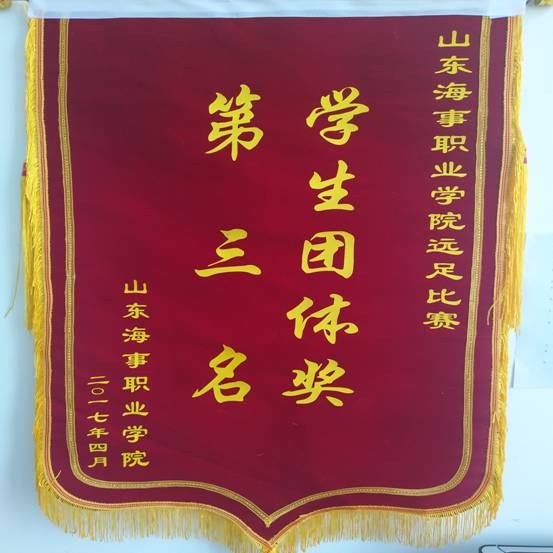 山东海事职业学院远足比赛
学生团体奖
第三名
山东海事职业学院
二〇一七年四月